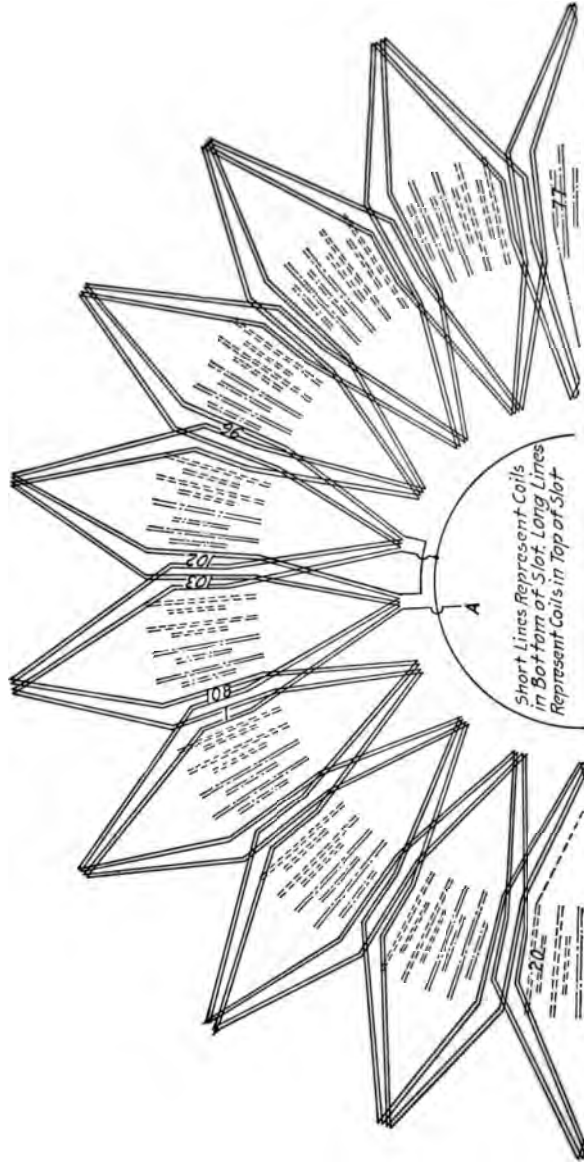 77
96
102
103
108
1
20
A
Short Lines Represent Coils
in Bottom of Slot. Long Lines
Represent Coils in Top of Slot